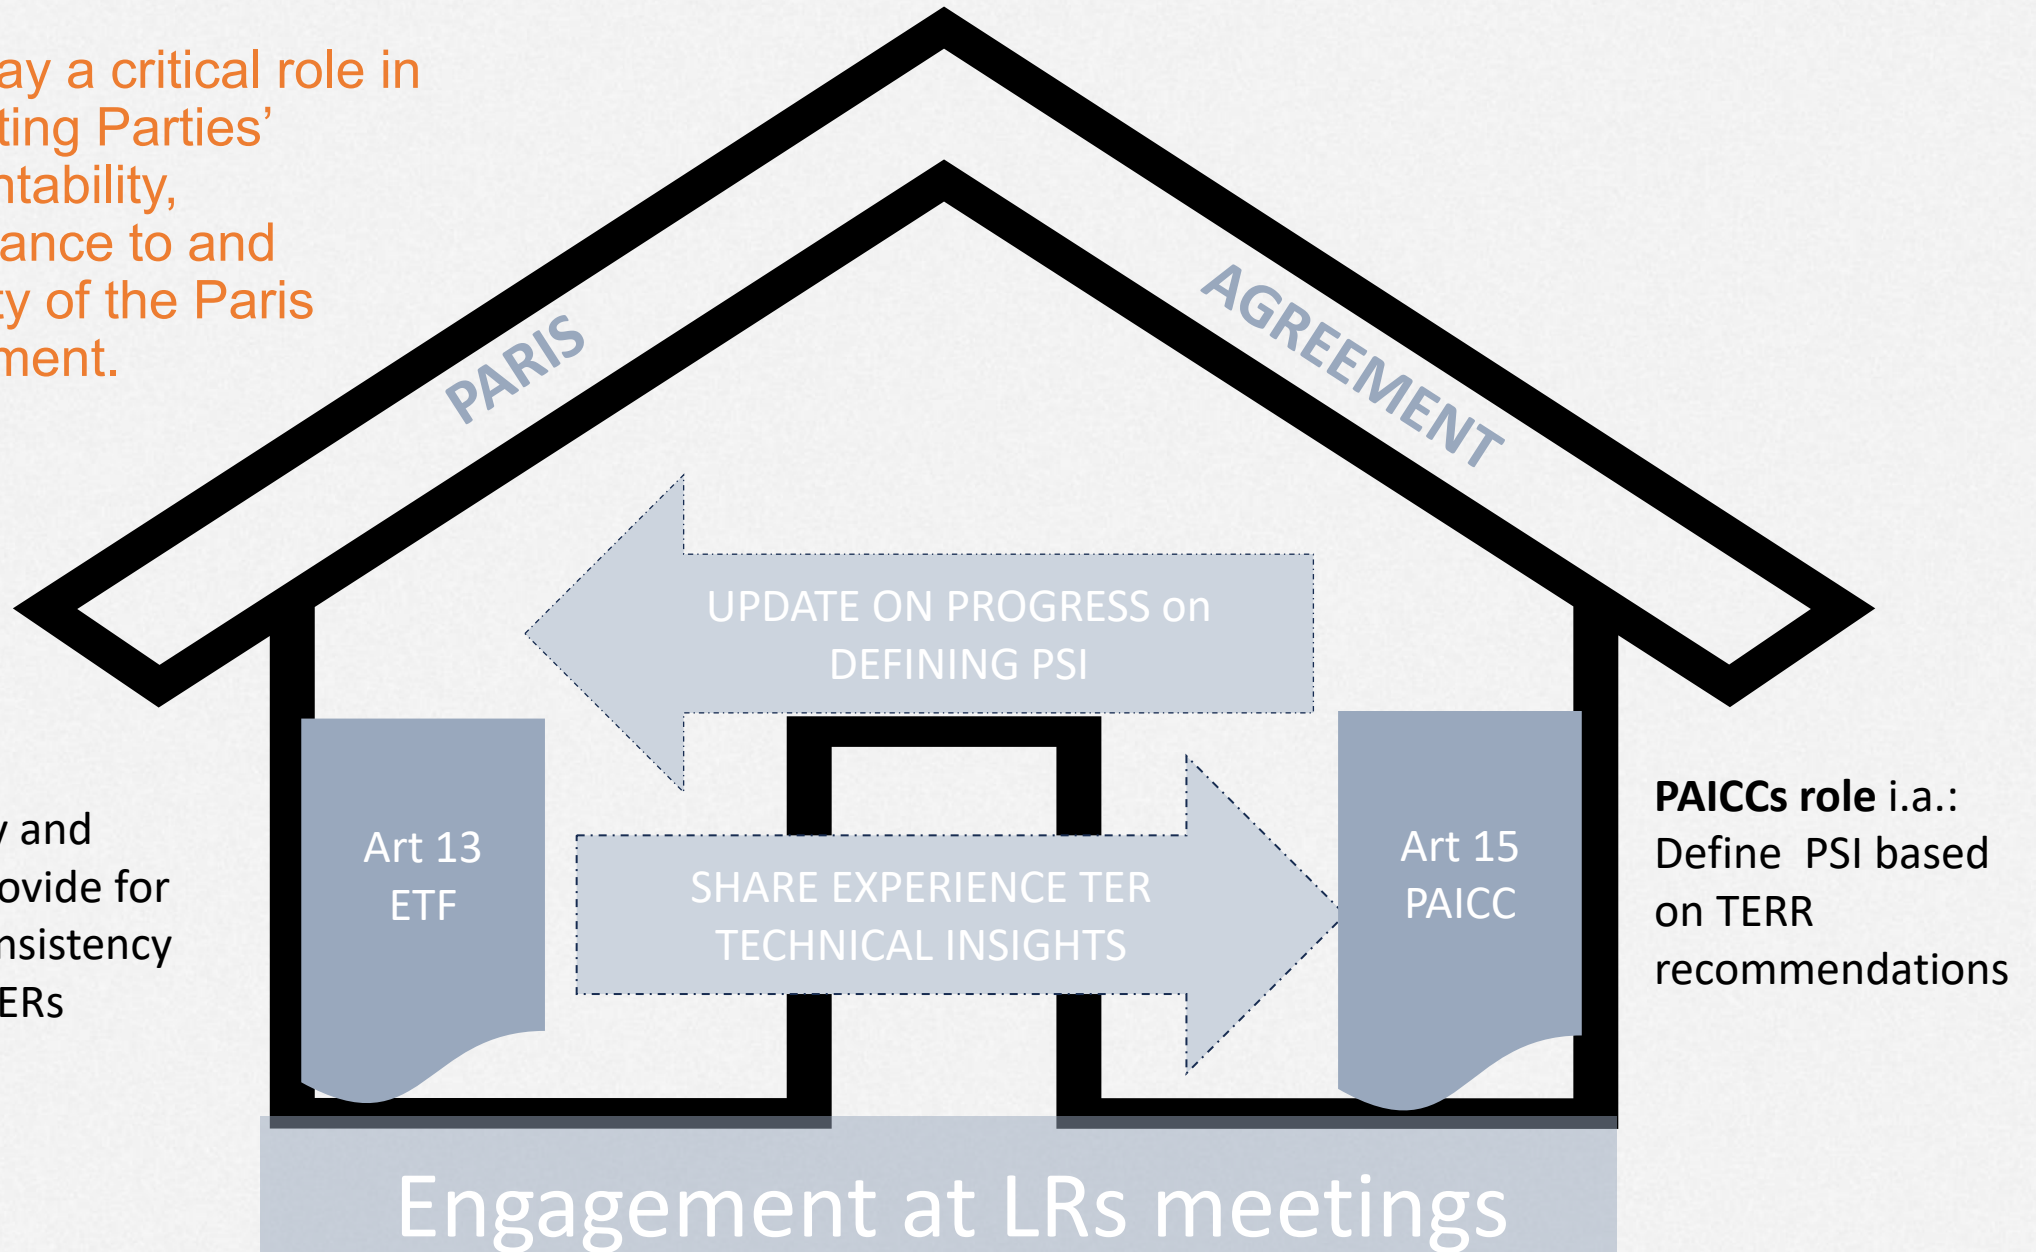 ay a critical role in
ting Parties’
ntability,
ance to and
ty of the Paris
ment.
PARIS
AGREEMENT
UPDATE ON PROGRESS on
DEFINING PSI
Art 13
ETF
SHARE EXPERIENCE TER
TECHNICAL INSIGHTS
Art 15
PAICC
y and
ovide for
nsistency
ERs
PAICCs role i.a.:
Define PSI based
on TERR
recommendations
Engagement at LRs meetings